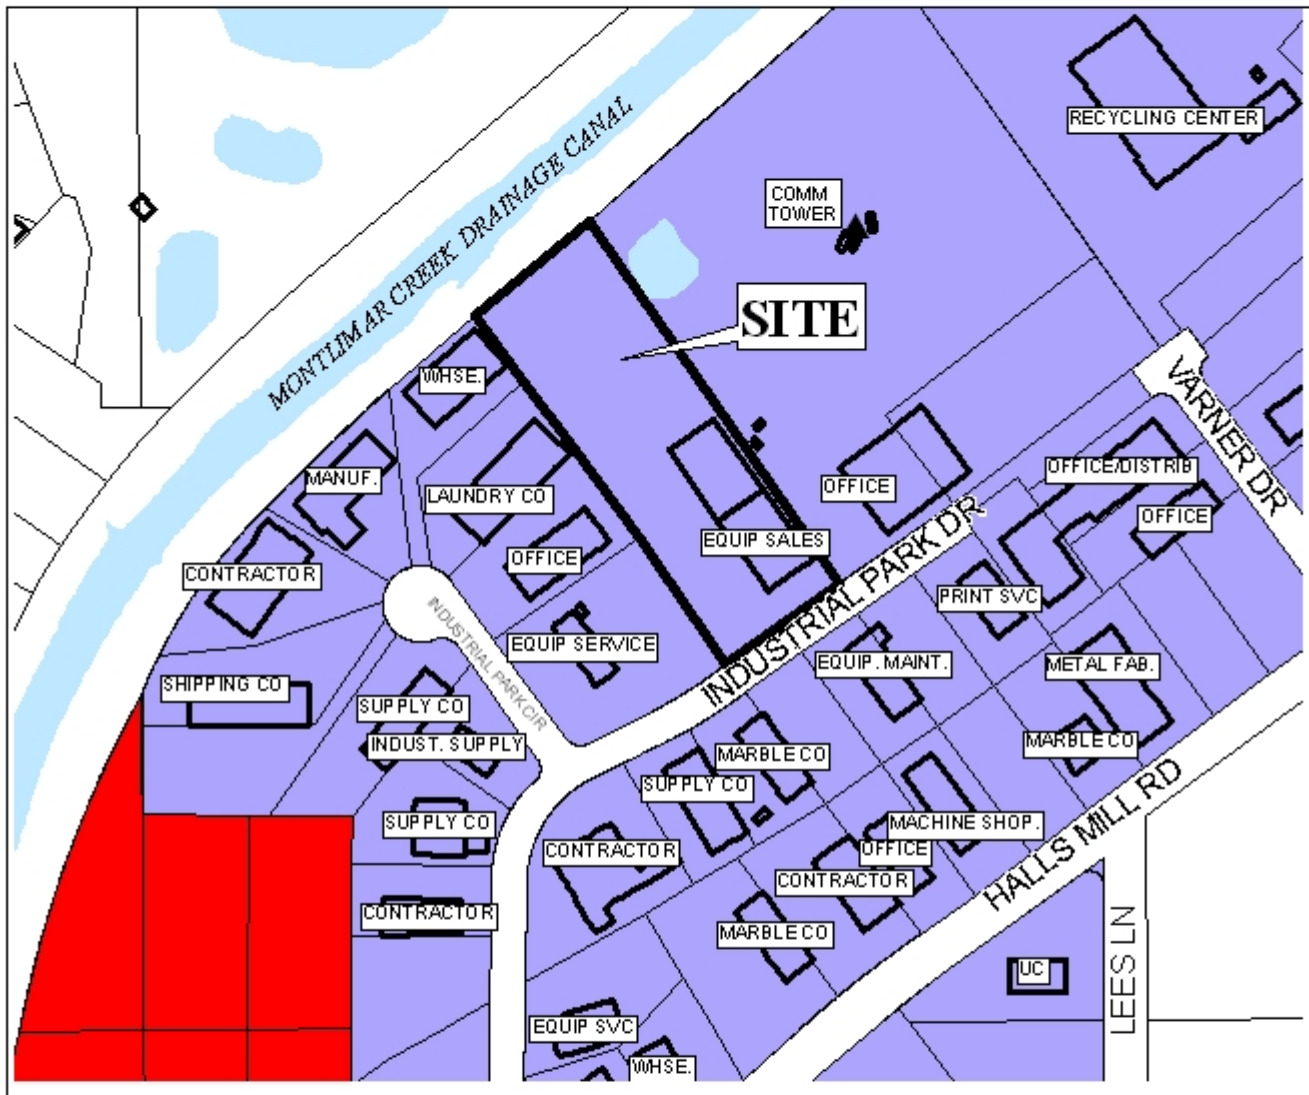 RECYCLING CENTER
COMM
TOWER
MONTLIMAR CREEK DRAINAGE CANAL
SITE
WHSE.
VARNER DR
MANUF.
LAUNDRY CO
OFFICE
OFFICE/DISTRIB
OFFICE
EQUIP SALES
OFFICE
CONTRACTOR
INDUSTRIAL PARK DR
PRINT SVC
INDUSTRIAL PARK CIR
EQUIP SERVICE
EQUIP. MAINT.
METAL FAB.
SHIPPING CO
SUPPLY CO
INDUST. SUPPLY
MARBLE CO
MARBLE CO
SUPPLY CO
HALLS MILL RD
SUPPLY CO
MACHINE SHOP.
CONTRACTOR
OFFICE
CONTRACTOR
CONTRACTOR
MARBLE CO
LEES LN
UC
EQUIP SVC
WHSE.